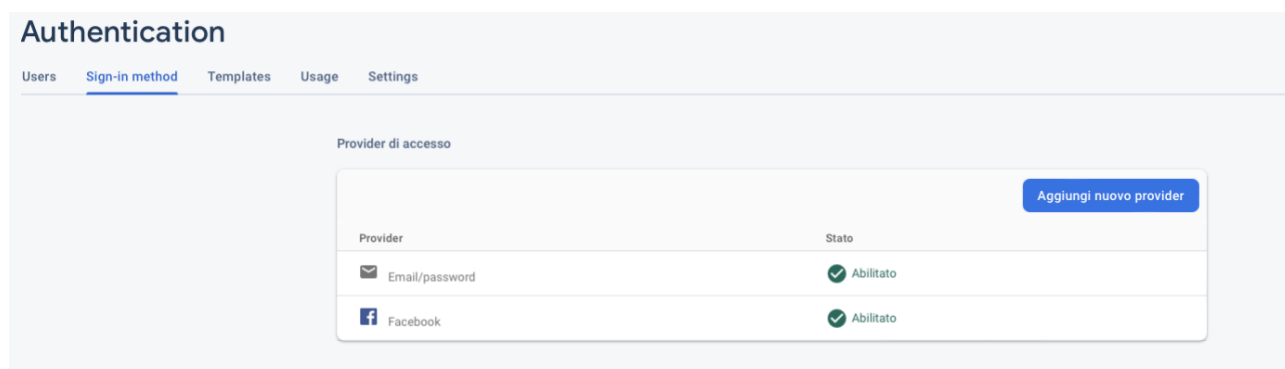 Authentication
Users Sign-in method Templates Usage Settings
Provider di accesso
Aggiungi nuovo provider
Provider Stato
Email/password Abilitato
Facebook Abilitato